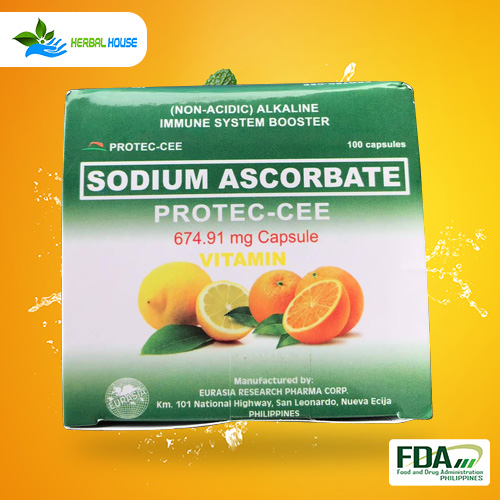 HERBAL HOUSE
(NON-ACIDIC) ALKALINE
IMMUNE SYSTEM BOOSTER
PROTEC-CEE
100 capsules
SODIUM ASCORBATE
PROTEC-CEE
674.91 mg Capsule
VITAMIN
Manufactured by:
EURASIA RESEARCH PHARMA CORP.
Km. 101 National Highway, San Leonardo, Nueva Ecija
PHILIPPINES
EURASIA
FDA
Food and Drug Administration
PHILIPPINES